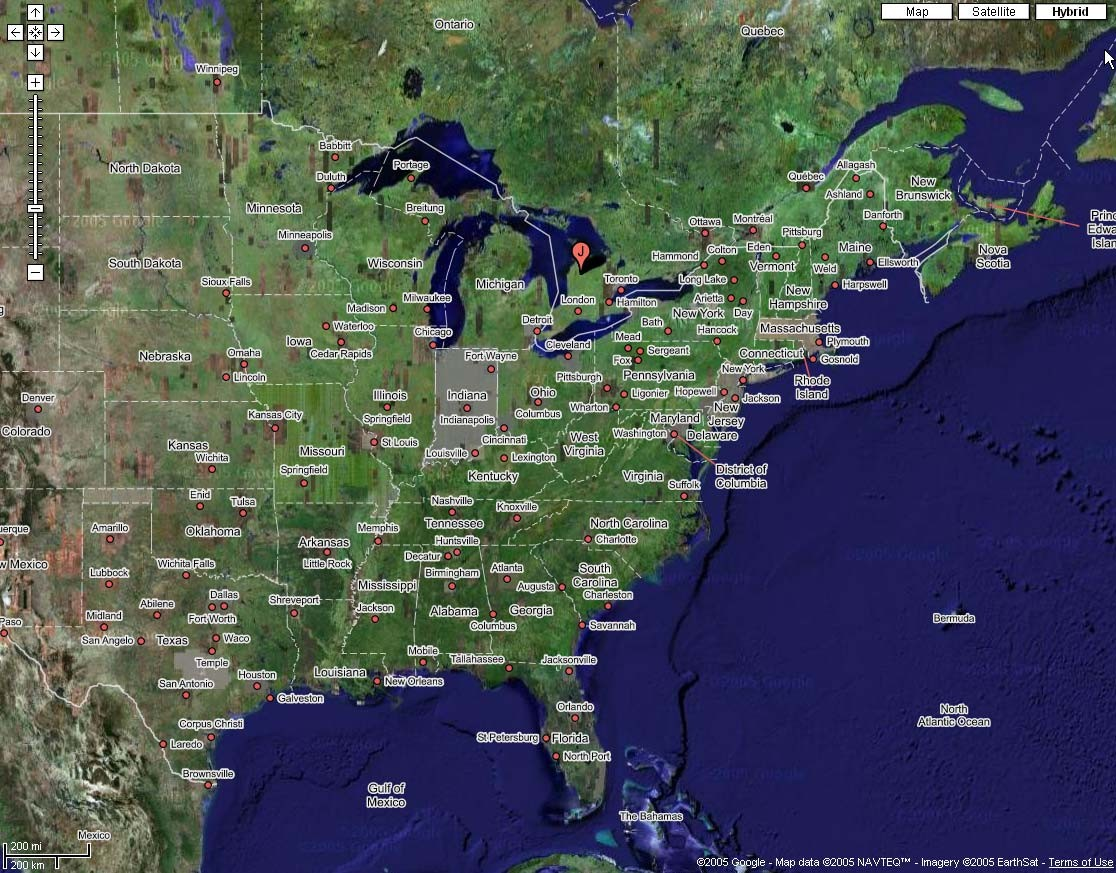 Map
Satellite
Hybrid
Ontario
Quebec
Winnipeg
North Dakota
Babbitt
Duluth
Portage
Allagash
Québec
Ashland
New
Brunswick
Minnesota
Breitung
Danforth
Ottawa
Montréal
Pittsburg
Princ
Edwa
Islan
Minneapolis
Hammond
Colton
Eden
Maine
Nova
Scotia
South Dakota
Wisconsin
Michigan
J
Toronto
Long Lake
Vermont
Weld
Ellsworth
Sioux Falls
Milwaukee
London
Hamilton
Arietta
New
Hampshire
Harpswell
Madison
Detroit
Bath
New York
Day
Waterloo
Chicago
Hancock
Massachusetts
Iowa
Cleveland
Mead
Sergeant
Plymouth
Nebraska
Omaha
Cedar Rapids
Fort Wayne
Fox
Connecticut
Gosnold
Lincoln
Pittsburgh
Pennsylvania
New York
Rhode
Island
Denver
Illinois
Indiana
Ohio
Ligonier
Hopewell
Jackson
Colorado
Kansas City
Springfield
Indianapolis
Columbus
Wharton
Maryland
New
Jersey
Kansas
Missouri
St Louis
Cincinnati
West
Virginia
Washington
Delaware
Wichita
Springfield
Louisville
Lexington
Kentucky
Virginia
District of
Columbia
Suffolk
Enid
Tulsa
Nashville
Knoxville
uerque
Amarillo
Oklahoma
Memphis
Tennessee
North Carolina
Charlotte
w Mexico
Lubbock
Wichita Falls
Arkansas
Little Rock
Huntsville
Decatur
Birmingham
Atlanta
Augusta
South
Carolina
Charleston
Mississippi
Abilene
Dallas
Fort Worth
Shreveport
Jackson
Alabama
Georgia
Columbus
Savannah
Bermuda
Paso
Midland
San Angelo
Texas
Waco
Temple
Louisiana
Mobile
Tallahassee
Jacksonville
San Antonio
Houston
Galveston
New Orleans
Orlando
North
Atlantic Ocean
Corpus Christi
Laredo
St Petersburg
Florida
North Port
Brownsville
Gulf of
Mexico
The Bahamas
Mexico
200 mi
200 km
©2005 Google - Map data ©2005 NAVTEQ™ - Imagery ©2005 EarthSat - Terms of Use